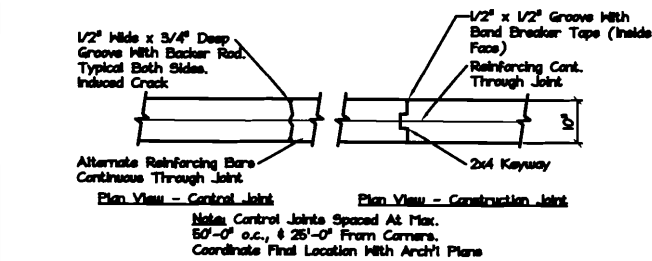 1/2" Wide x 3/4" Deep
Groove With Backer Rod.
Typical Both Sides.
Induced Crack
Alternate Reinforcing Bars
Continuous Through Joint
Plan View - Control Joint
1/2" x 1/2" Groove With
Bond Breaker Tape (Inside
Face)
Reinforcing Cont.
Through Joint
10"
2x4 Keyway
Plan View - Construction Joint
Note: Control Joints Spaced At Max.
50'-0" o.c., & 25'-0" From Corners.
Coordinate Final Location With Arch'l Plans